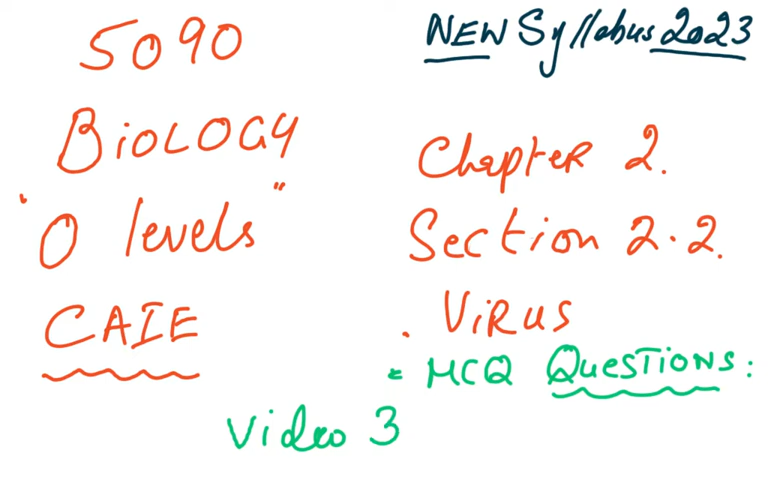 5090
BiOLOGY
"O levels"
CAIE
NEW Syllabus 2023
Chapter 2.
Section 2.2.
. ViRUS
* MCQ QuesTIONS:
Video 3